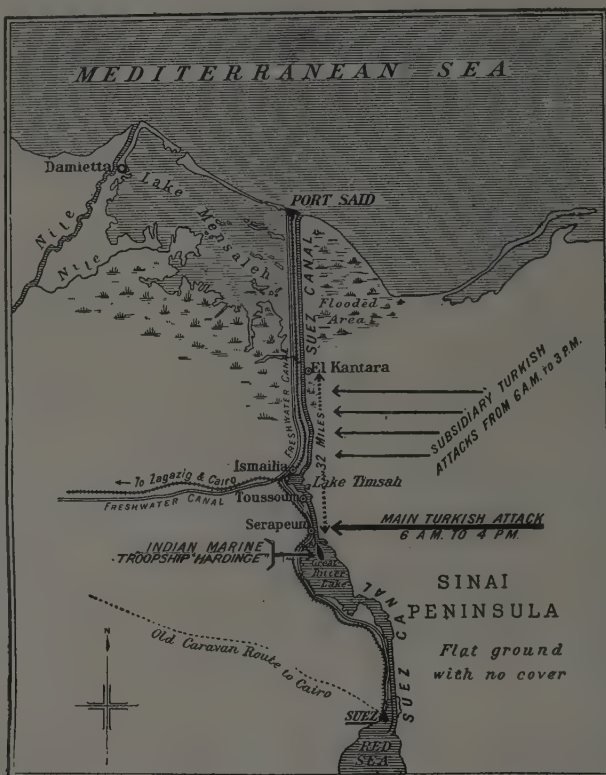 MEDITERRANEAN SEA
Damietta
Lake Menzaleh
Nile
Nile
PORT SAID
SUEZ CANAL
Flooded
Area
El Kantara
FRESHWATER CANAL
32 MILES
SUBSIDIARY TURKISH
ATTACKS FROM 6 A.M. to 3 P.M.
Ismailia
To Zagazig & Cairo
FRESHWATER CANAL
Lake Timsah
Toussoum
Serapeum
MAIN TURKISH ATTACK
6 A.M. TO 4 P.M.
INDIAN MARINE
TROOPSHIP HARDINGE
Great
Bitter
Lake
SUEZ CANAL
SINAI
PENINSULA
Flat ground
with no cover
Old Caravan Route to Cairo
N
SUEZ
RED
SEA